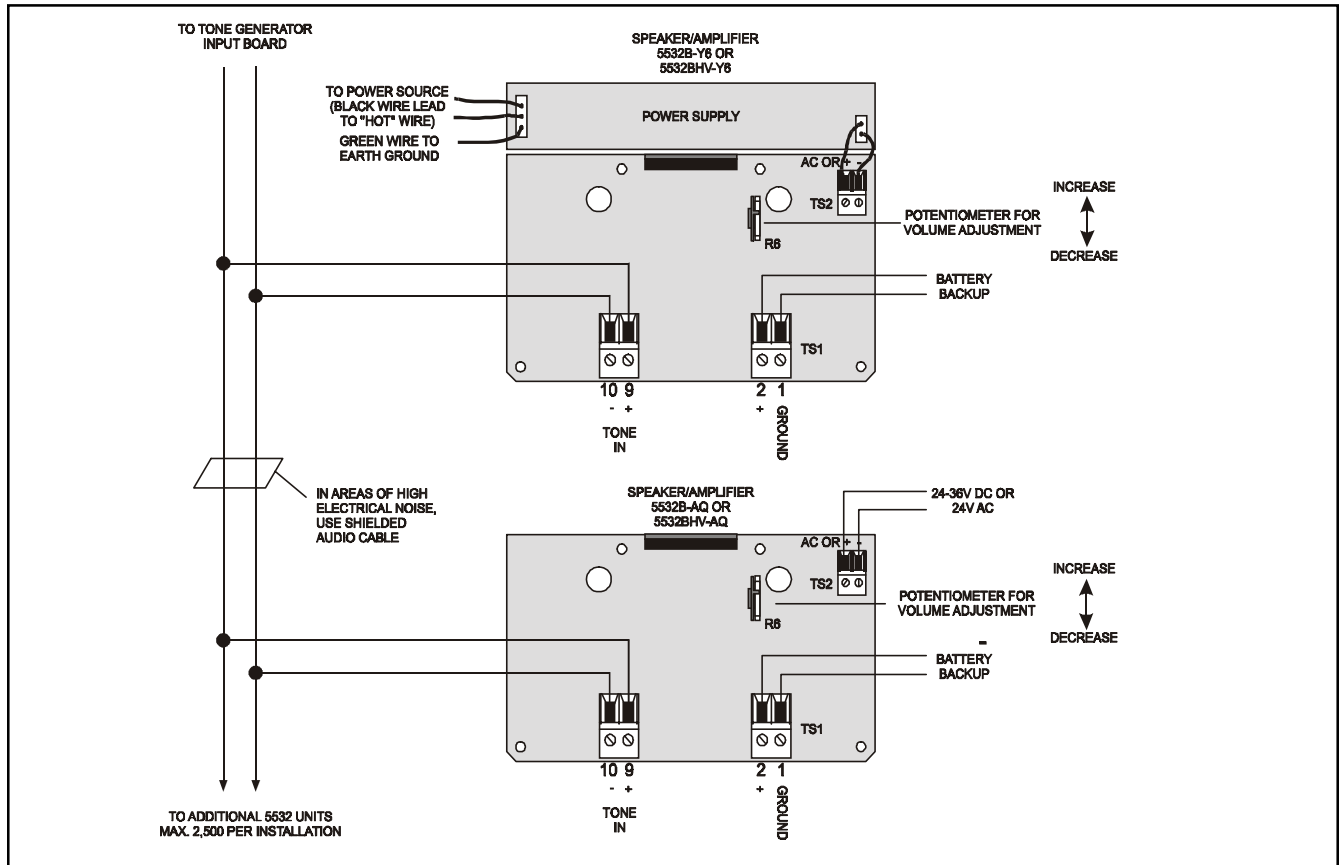 TO TONE GENERATOR
INPUT BOARD
SPEAKER/AMPLIFIER
5532B-Y6 OR
5532BHV-Y6
TO POWER SOURCE
(BLACK WIRE LEAD
TO "HOT" WIRE)
GREEN WIRE TO
EARTH GROUND
POWER SUPPLY
AC OR + -
TS2
R6
POTENTIOMETER FOR
VOLUME ADJUSTMENT
INCREASE
DECREASE
BATTERY
BACKUP
TS1
10 9
- +
TONE
IN
2 1
+
GROUND
IN AREAS OF HIGH
ELECTRICAL NOISE,
USE SHIELDED
AUDIO CABLE
SPEAKER/AMPLIFIER
5532B-AQ OR
5532BHV-AQ
24-36V DC OR
24V AC
AC OR + -
TS2
R6
POTENTIOMETER FOR
VOLUME ADJUSTMENT
INCREASE
DECREASE
-
BATTERY
BACKUP
TS1
10 9
- +
TONE
IN
2 1
+
GROUND
TO ADDITIONAL 5532 UNITS
MAX. 2,500 PER INSTALLATION